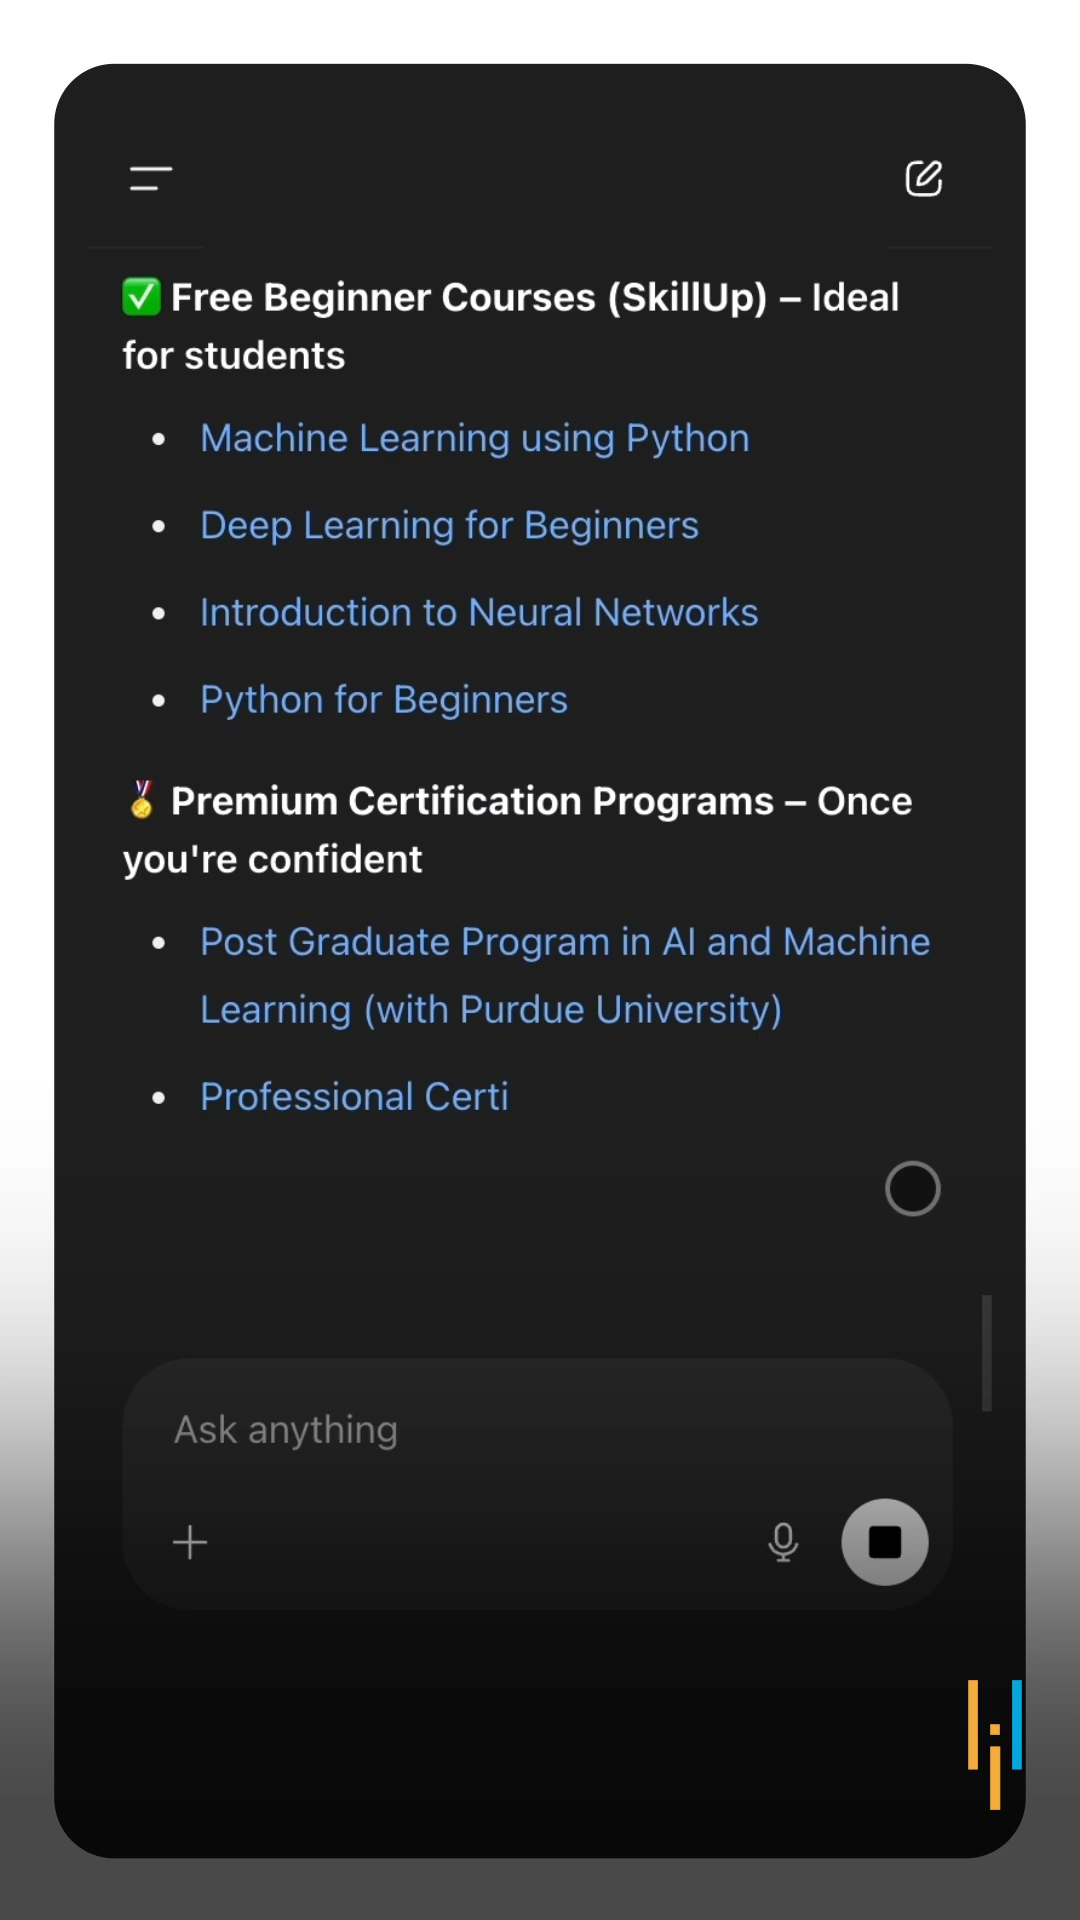 ✅ Free Beginner Courses (SkillUp) – Ideal
for students
• Machine Learning using Python
• Deep Learning for Beginners
• Introduction to Neural Networks
• Python for Beginners
🏅 Premium Certification Programs – Once
you're confident
• Post Graduate Program in AI and Machine
Learning (with Purdue University)
• Professional Certi
Ask anything